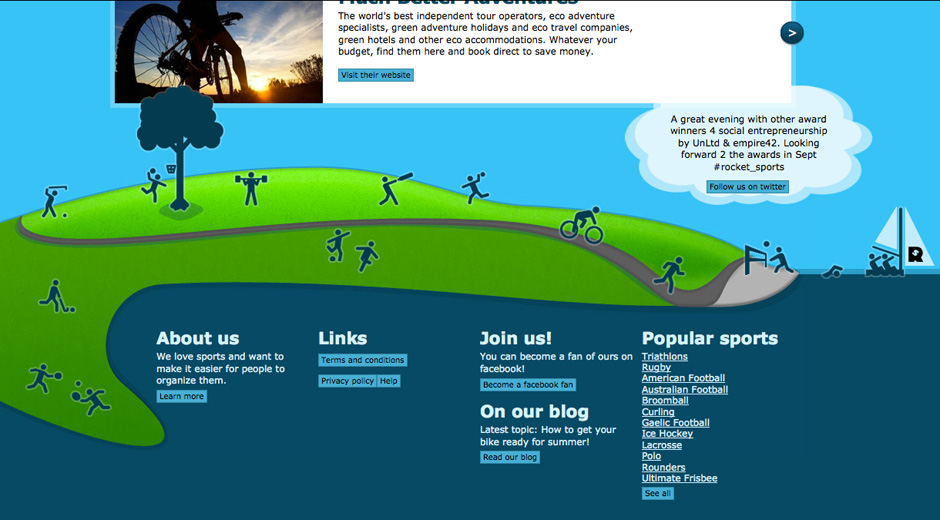 Much Better Adventures
The world's best independent tour operators, eco adventure
specialists, green adventure holidays and eco travel companies,
green hotels and other eco accommodations. Whatever your
budget, find them here and book direct to save money.
Visit their website
>
A great evening with other award
winners 4 social entrepreneurship
by UnLtd & empire42. Looking
forward 2 the awards in Sept
#rocket_sports
Follow us on twitter
R
About us
We love sports and want to
make it easier for people to
organize them.
Learn more
Links
Terms and conditions
Privacy policy Help
Join us!
You can become a fan of ours on
facebook!
Become a facebook fan
On our blog
Latest topic: How to get your
bike ready for summer!
Read our blog
Popular sports
Triathlons
Rugby
American Football
Australian Football
Broomball
Curling
Gaelic Football
Ice Hockey
Lacrosse
Polo
Rounders
Ultimate Frisbee
See all